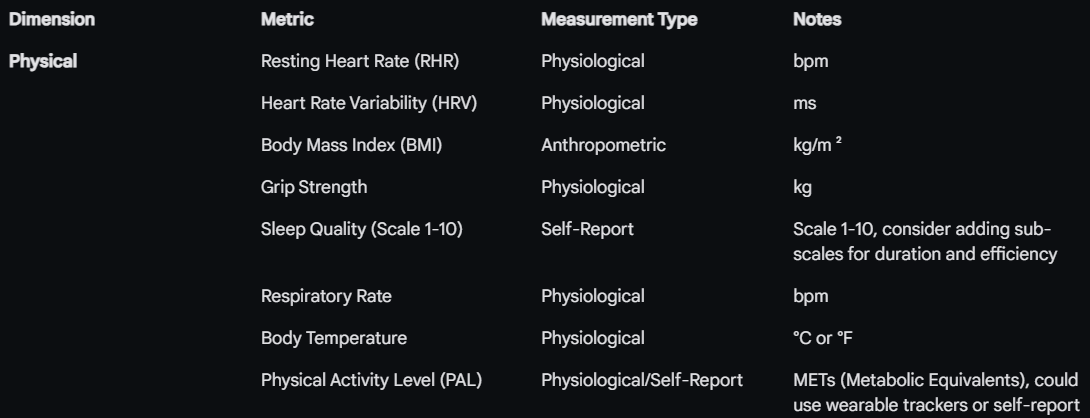 Dimension Metric Measurement Type Notes
Physical Resting Heart Rate (RHR) Physiological bpm
Heart Rate Variability (HRV) Physiological ms
Body Mass Index (BMI) Anthropometric kg/m ²
Grip Strength Physiological kg
Sleep Quality (Scale 1-10) Self-Report Scale 1-10, consider adding sub-
scales for duration and efficiency
Respiratory Rate Physiological bpm
Body Temperature Physiological °C or °F
Physical Activity Level (PAL) Physiological/Self-Report METs (Metabolic Equivalents), could
use wearable trackers or self-report